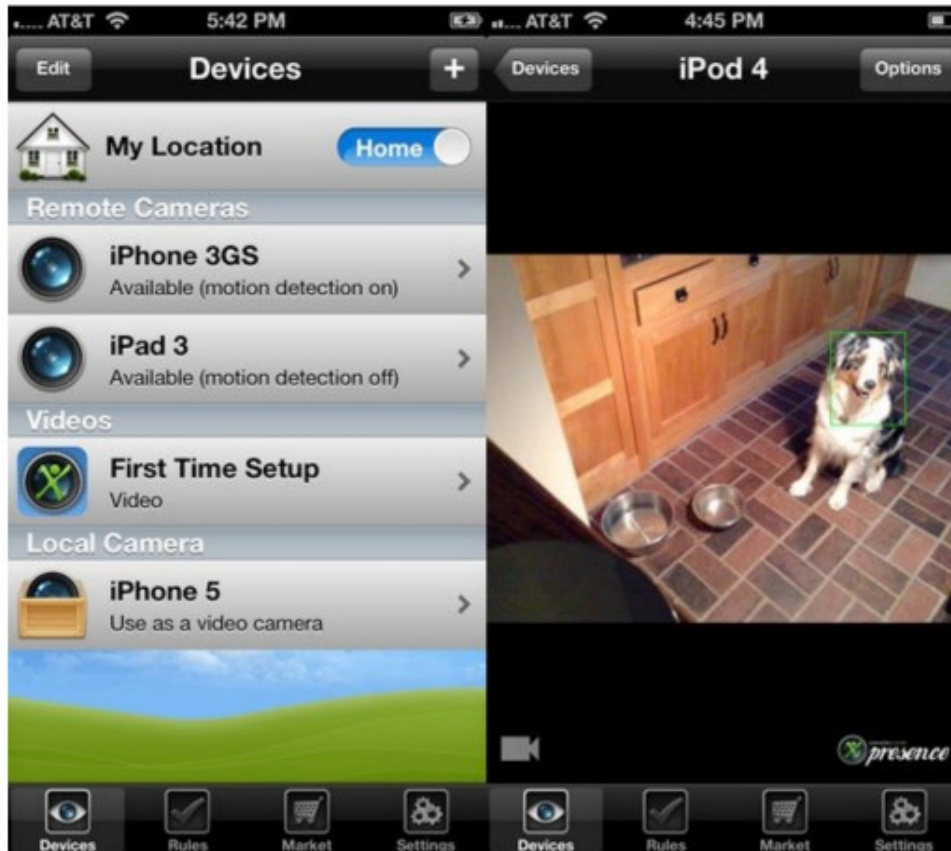 AT&T 5:42 PM
Edit Devices +
My Location Home
Remote Cameras
iPhone 3GS
Available (motion detection on)
iPad 3
Available (motion detection off)
Videos
First Time Setup
Video
Local Camera
iPhone 5
Use as a video camera
Devices Rules Market Settings
AT&T 4:45 PM
Devices iPod 4 Options
presence
Devices Rules Market Settings